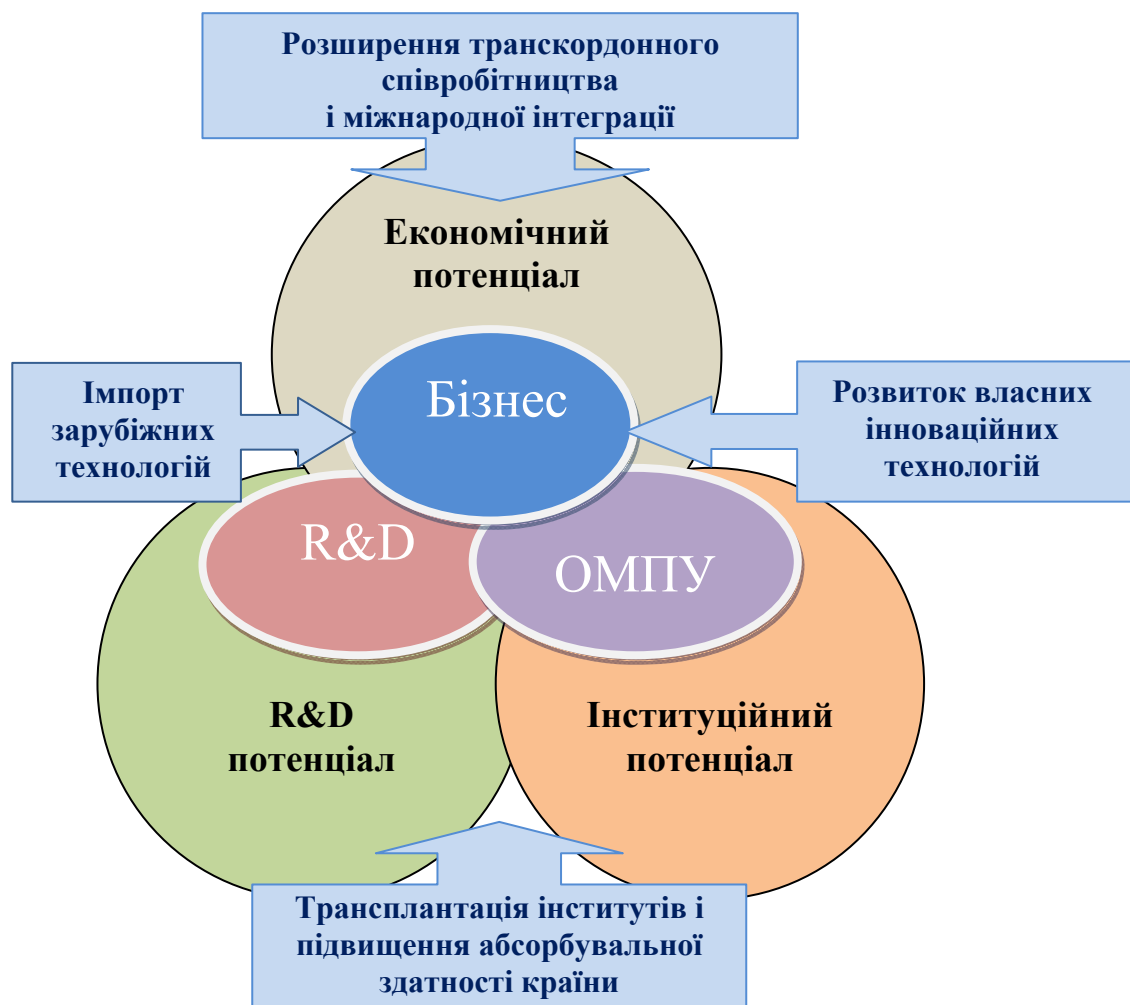 Розширення транскордонного
співробітництва
і міжнародної інтеграції
Економічний
потенціал
Бізнес
Імпорт
зарубіжних
технологій
Розвиток власних
інноваційних
технологій
R&D
ОМПУ
R&D
потенціал
Інституційний
потенціал
Трансплантація інститутів і
підвищення абсорбувальної
здатності країни